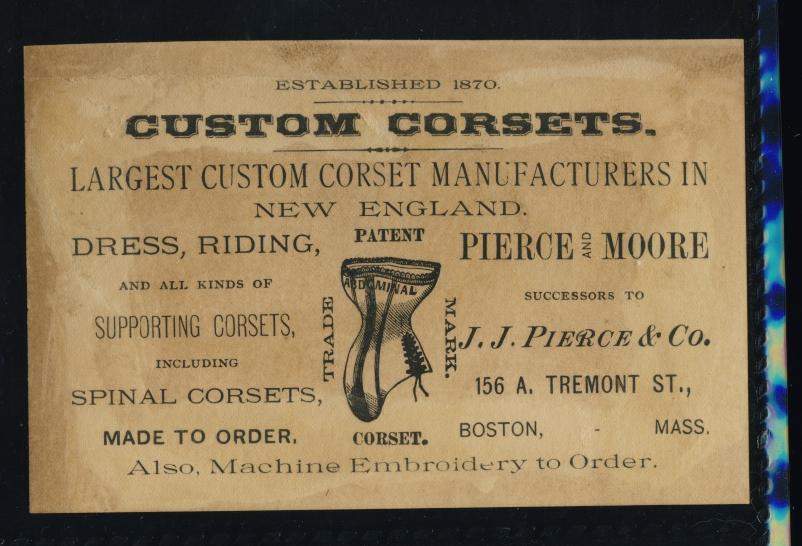 ESTABLISHED 1870.
CUSTOM CORSETS.
LARGEST CUSTOM CORSET MANUFACTURERS IN
NEW ENGLAND.
DRESS, RIDING,
AND ALL KINDS OF
SUPPORTING CORSETS,
INCLUDING
SPINAL CORSETS,
MADE TO ORDER.
PATENT
TRADE
ABDOMINAL
MARK.
CORSET.
PIERCE AND MOORE
SUCCESSORS TO
J. J. PIERCE & CO.
156 A. TREMONT ST.,
BOSTON, - MASS.
Also, Machine Embroidery to Order.